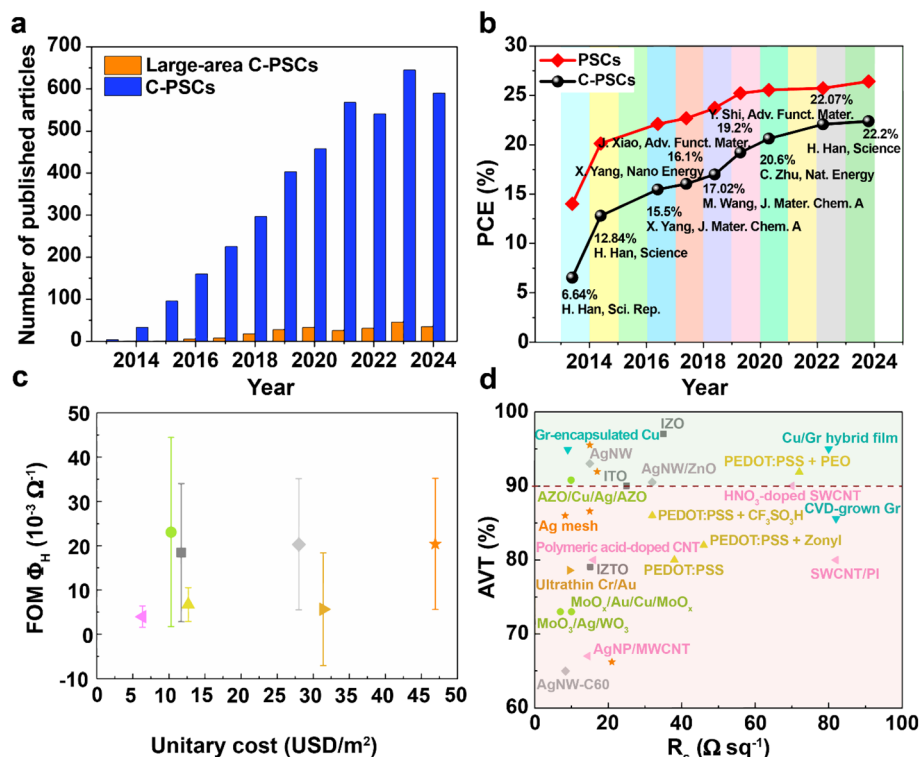 a
Number of published articles
700
600
500
400
300
200
100
0
Large-area C-PSCs
C-PSCs
2014 2016 2018 2020 2022 2024
Year
b
PCE (%)
30
25
20
15
10
5
0
PSCs
C-PSCs
22.07%
Y. Shi, Adv. Funct. Mater.
19.2%
J. Xiao, Adv. Funct. Mater.
16.1%
X. Yang, Nano Energy
22.2%
H. Han, Science
20.6%
C. Zhu, Nat. Energy
17.02%
M. Wang, J. Mater. Chem. A
15.5%
X. Yang, J. Mater. Chem. A
12.84%
H. Han, Science
6.64%
H. Han, Sci. Rep.
2014 2016 2018 2020 2022 2024
Year
c
FOM ΦH (10-3 Ω-1)
50
40
30
20
10
0
-10
0 5 10 15 20 25 30 35 40 45 50
Unitary cost (USD/m2)
d
AVT (%)
100
90
80
70
60
IZO
Gr-encapsulated Cu
Cu/Gr hybrid film
AgNW
PEDOT:PSS + PEO
AgNW/ZnO
ITO
AZO/Cu/Ag/AZO
HNO3-doped SWCNT
CVD-grown Gr
PEDOT:PSS + CF3SO3H
Ag mesh
PEDOT:PSS + Zonyl
Polymeric acid-doped CNT
IZTO
PEDOT:PSS
SWCNT/PI
Ultrathin Cr/Au
MoOx/Au/Cu/MoOx
MoO3/Ag/WO3
AgNP/MWCNT
AgNW-C60
0 20 40 60 80 100
Rs (Ω sq-1)